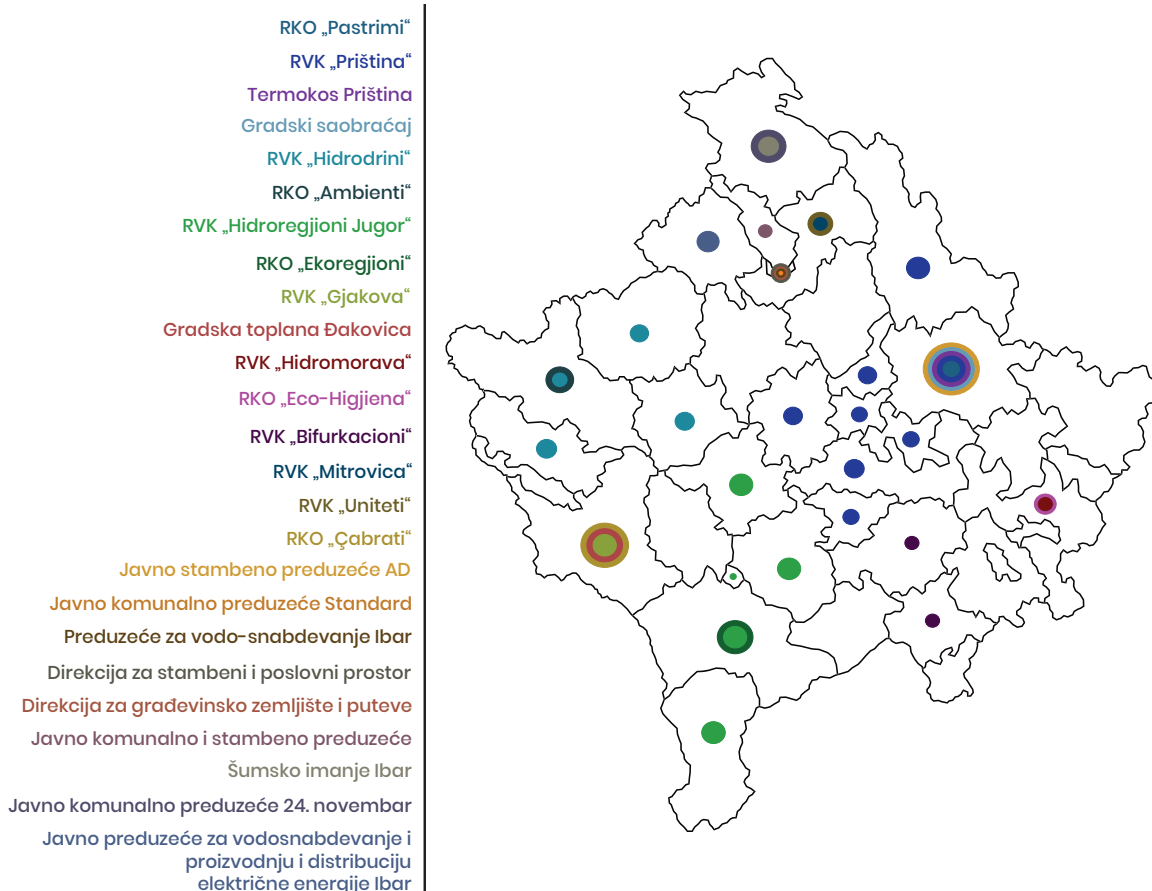 RKO „Pastrimi“
RVK „Priština“
Termokos Priština
Gradski saobraćaj
RVK „Hidrodrini“
RKO „Ambienti“
RVK „Hidroregjioni Jugor“
RKO „Ekoregjioni“
RVK „Gjakova“
Gradska toplana Đakovica
RVK „Hidromorava“
RKO „Eco-Higjiena“
RVK „Bifurkacioni“
RVK „Mitrovica“
RVK „Uniteti“
RKO „Çabrati“
Javno stambeno preduzeće AD
Javno komunalno preduzeće Standard
Preduzeće za vodo-snabdevanje Ibar
Direkcija za stambeni i poslovni prostor
Direkcija za građevinsko zemljište i puteve
Javno komunalno i stambeno preduzeće
Šumsko imanje Ibar
Javno komunalno preduzeće 24. novembar
Javno preduzeće za vodosnabdevanje i
proizvodnju i distribuciju
električne energije Ibar